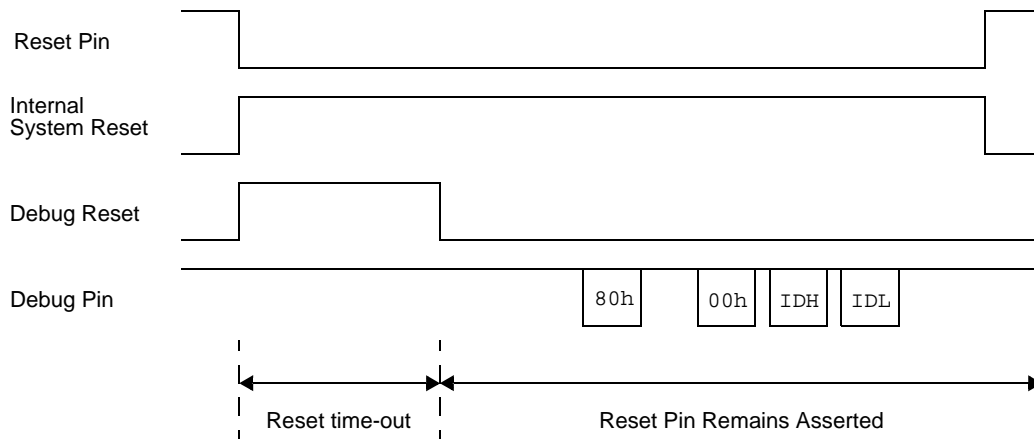 Reset Pin
Internal
System Reset
Debug Reset
Debug Pin
80h
00h
IDH
IDL
Reset time-out
Reset Pin Remains Asserted